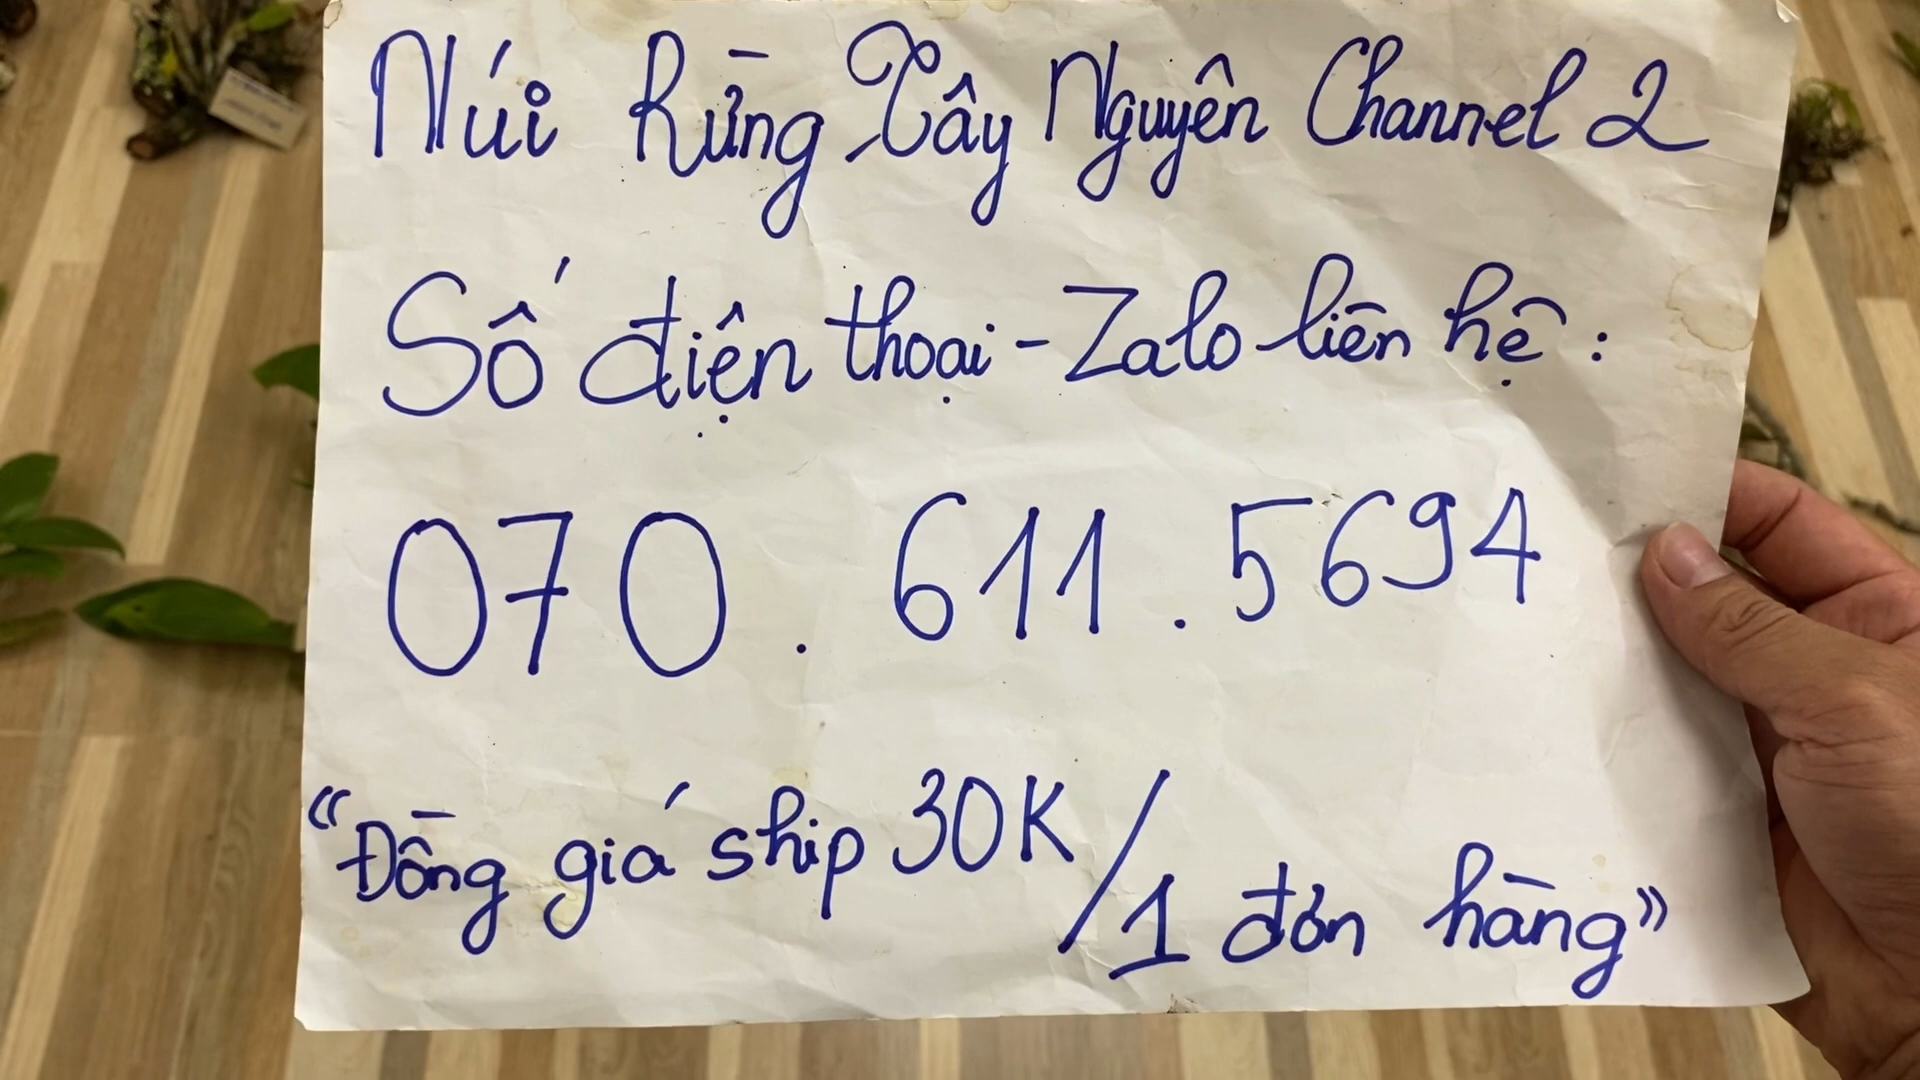 Núi Rừng Tây Nguyên Channel 2
Số điện thoại - Zalo liên hệ :
070 . 611 . 5694
“Đồng giá ship 30K/1 đơn hàng”